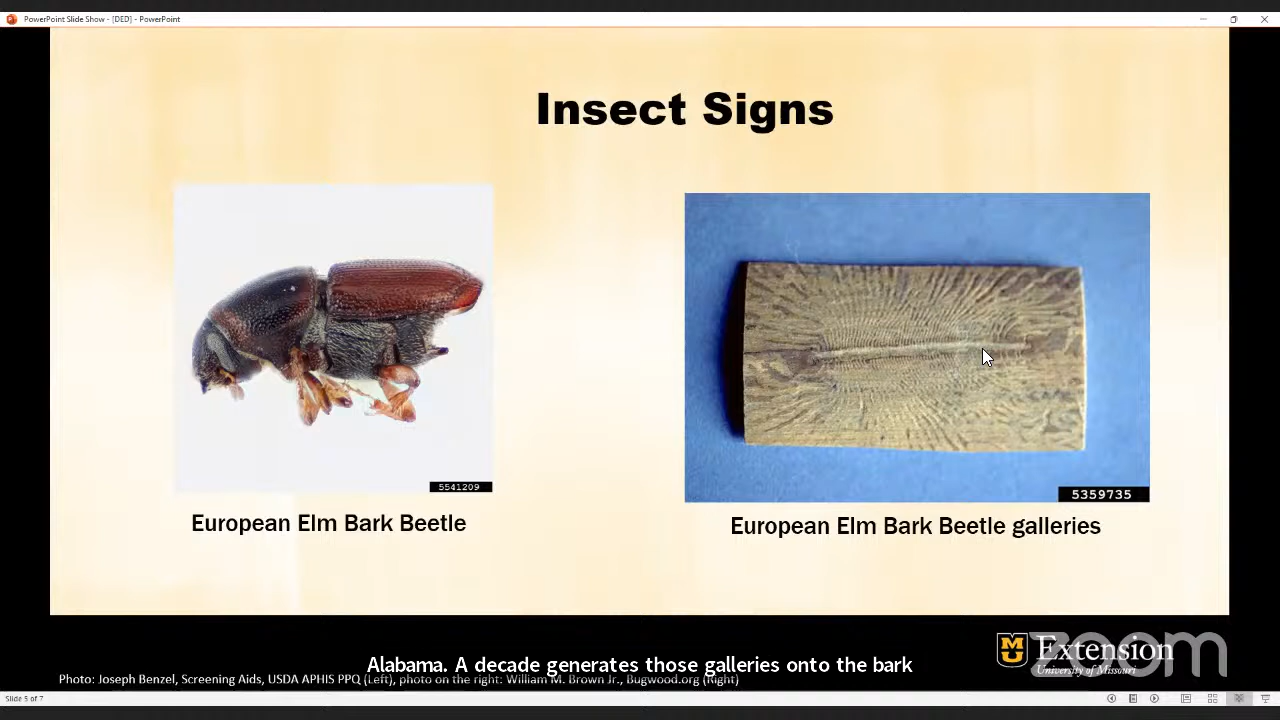 PowerPoint Slide Show - [DED] - PowerPoint
Insect Signs
5541209
5359735
European Elm Bark Beetle
European Elm Bark Beetle galleries
Alabama. A decade generates those galleries onto the bark
Photo: Joseph Benzel, Screening Aids, USDA APHIS PPQ (Left), photo on the right: William M. Brown Jr., Bugwood.org (Right)
MU Extension
University of Missouri
zoom
Slide 5 of 7